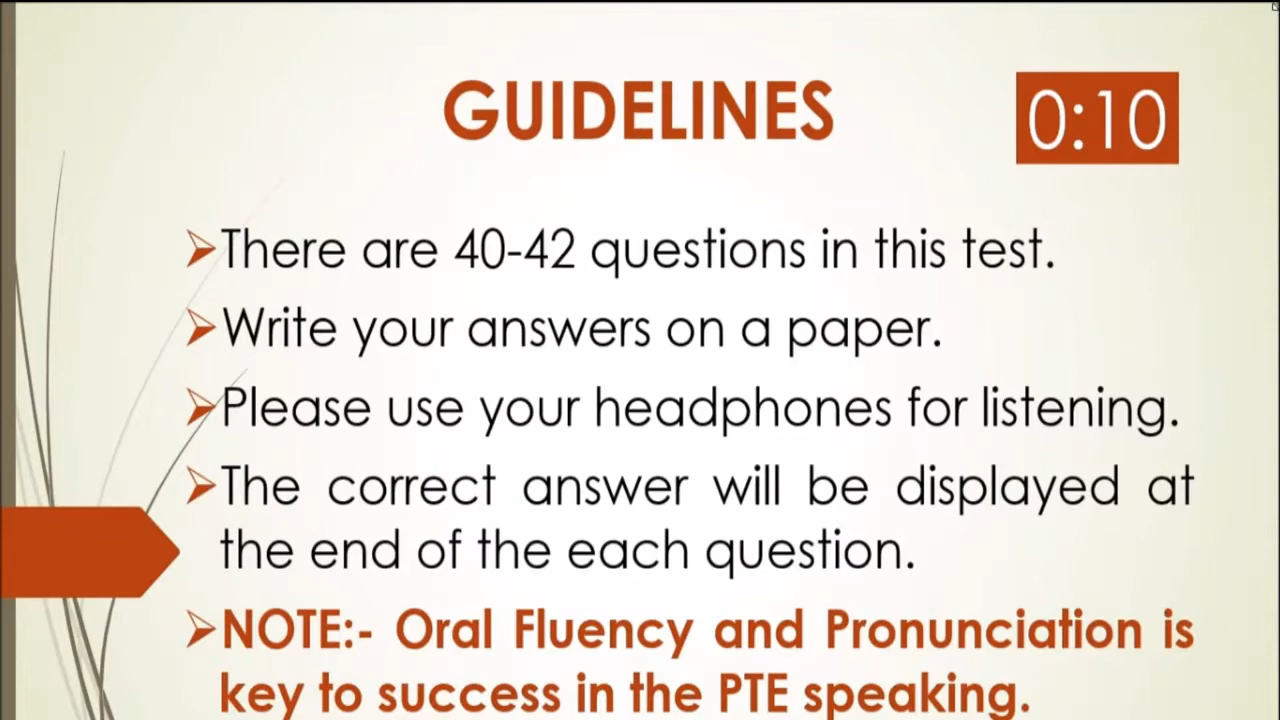 GUIDELINES
0:10
There are 40-42 questions in this test.
Write your answers on a paper.
Please use your headphones for listening.
The correct answer will be displayed at
the end of the each question.
NOTE:- Oral Fluency and Pronunciation is
key to success in the PTE speaking.